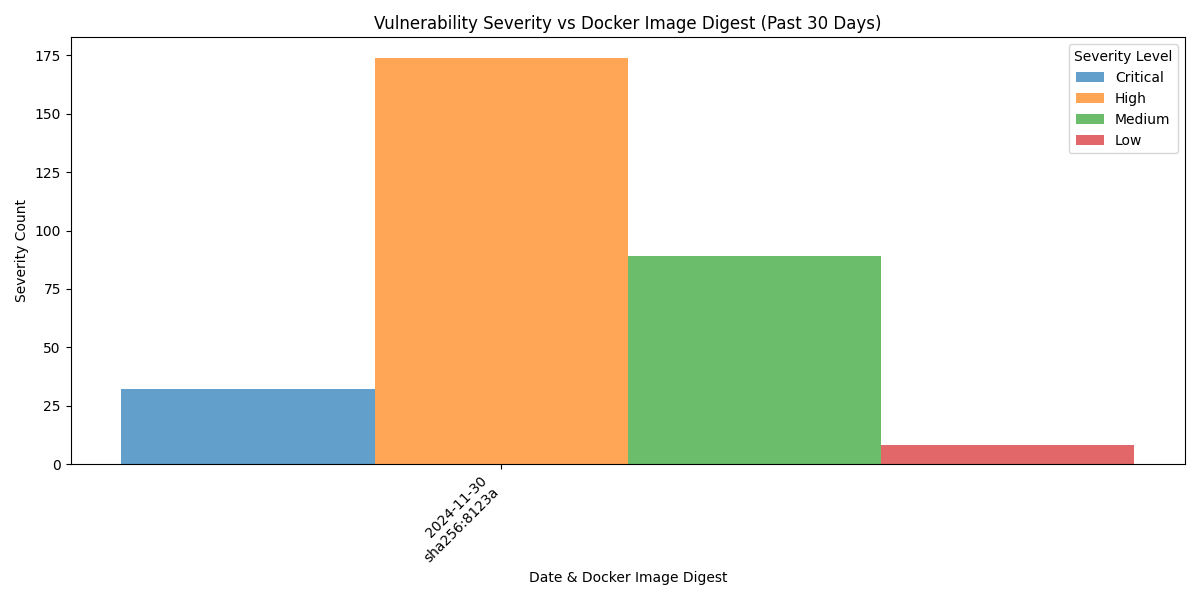 Vulnerability Severity vs Docker Image Digest (Past 30 Days)
Severity Level
Critical
High
Medium
Low
Severity Count
175
150
125
100
75
50
25
0
2024-11-30
sha256:8123a
Date & Docker Image Digest